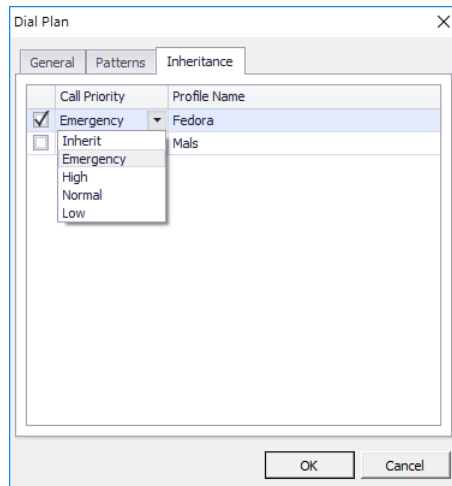 Dial Plan
General Patterns Inheritance
Call Priority Profile Name
Emergency Fedora
Inherit Mals
Emergency
High
Normal
Low
OK Cancel